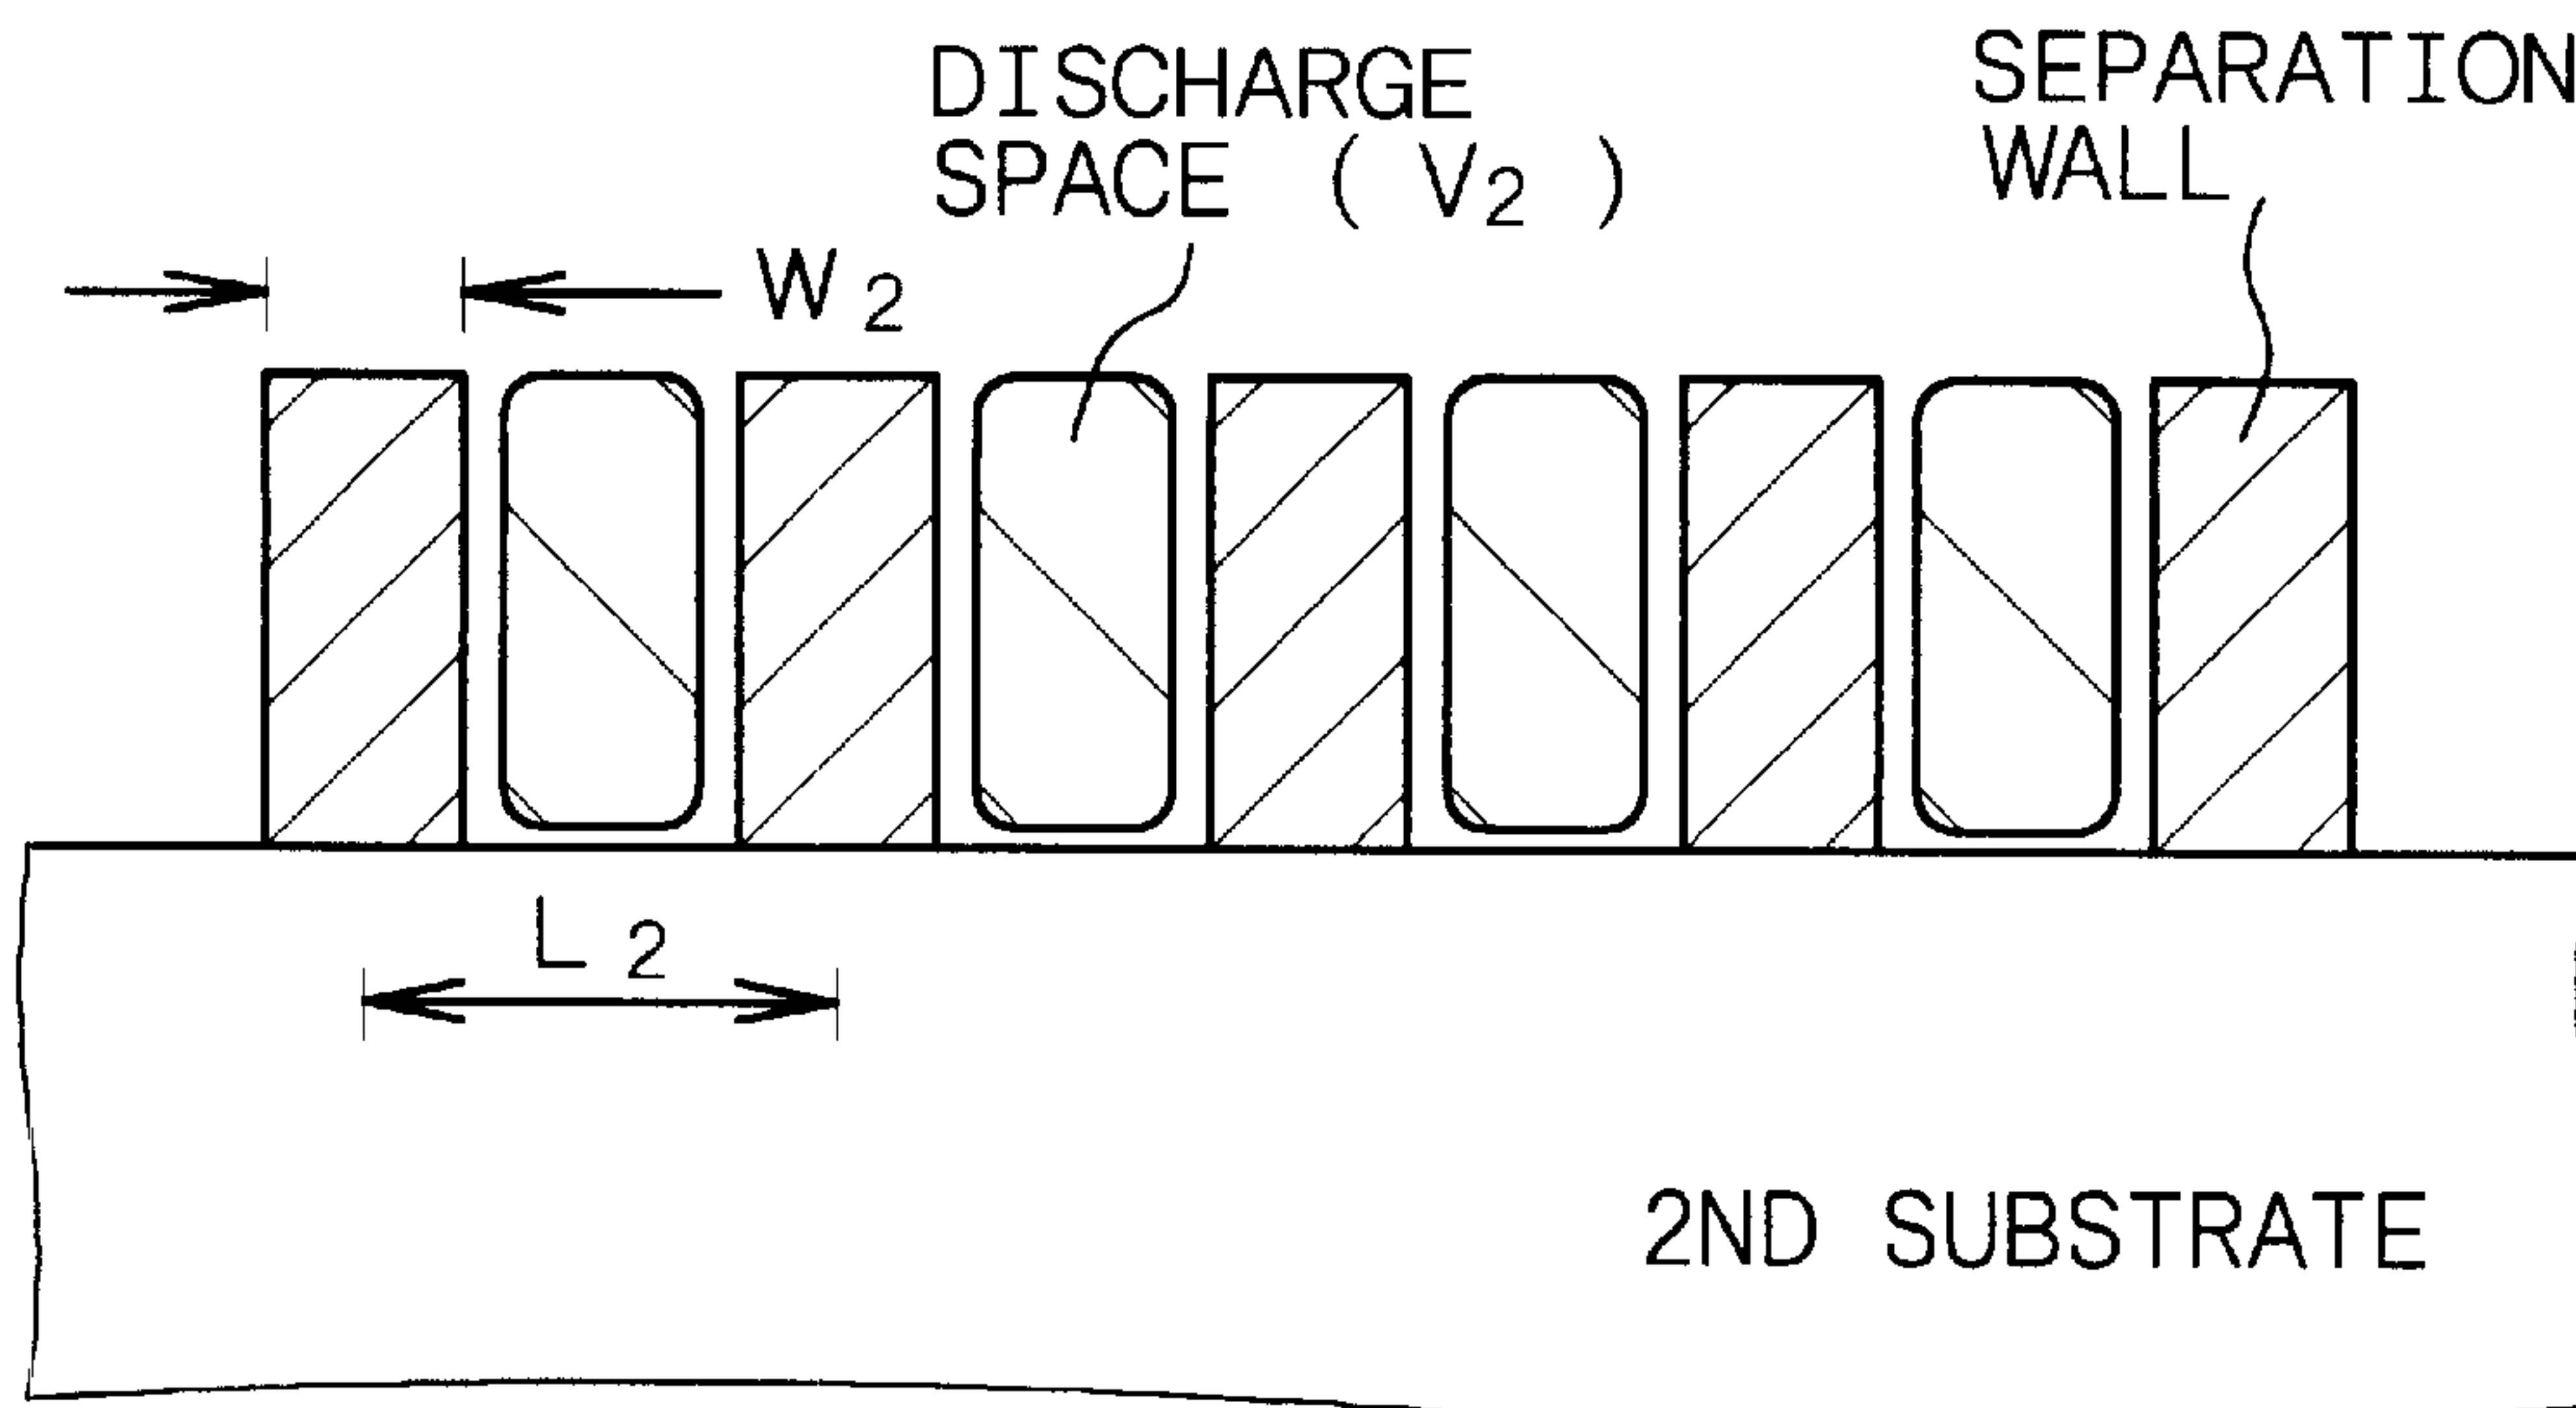 DISCHARGE
SPACE ( V2 )
SEPARATION
WALL
W2
L2
2ND SUBSTRATE